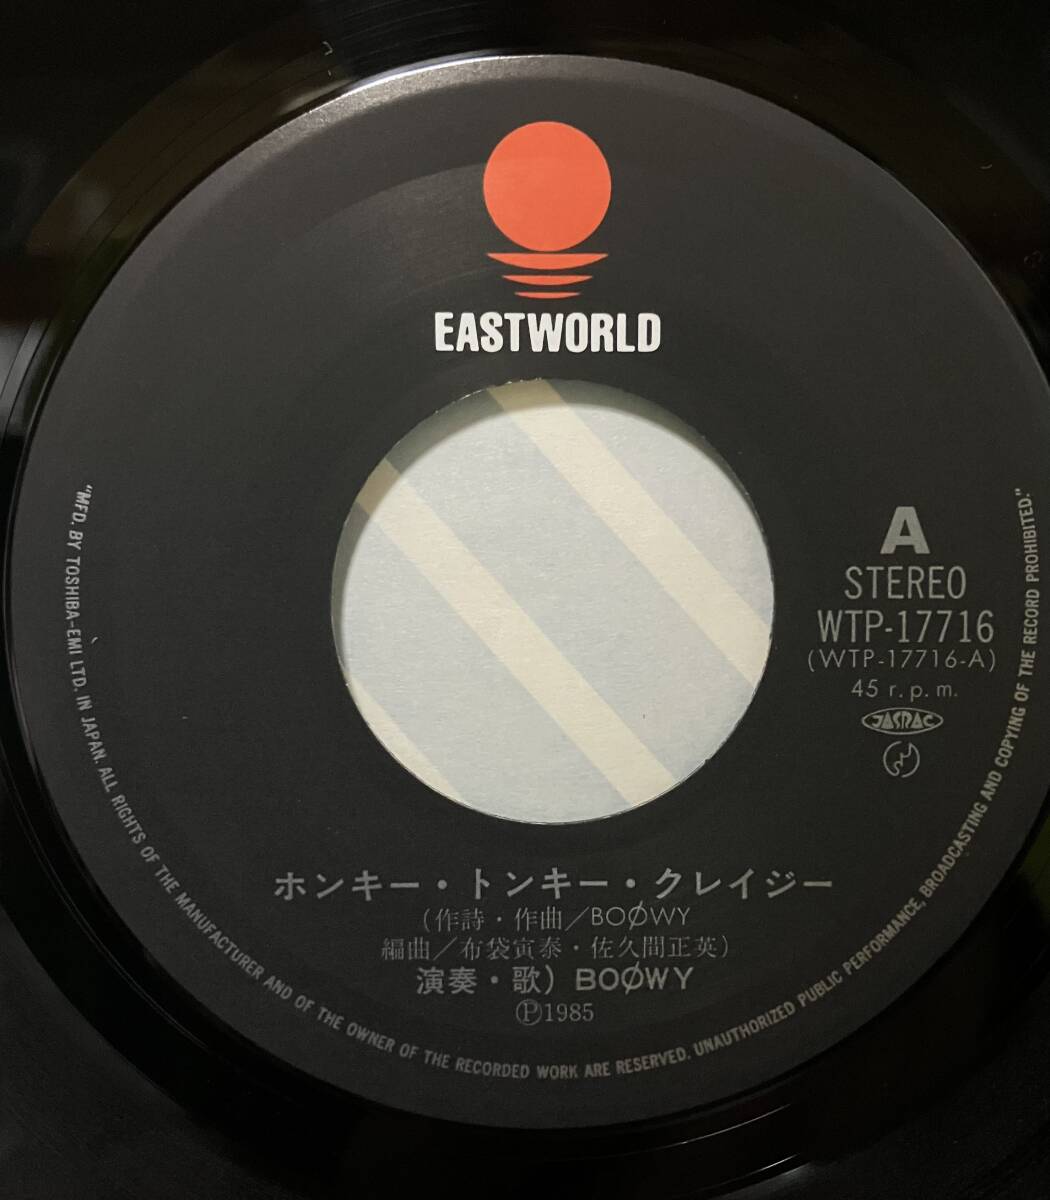 EASTWORLD
A
STEREO
WTP-17716
(WTP-17716-A)
45 r.p.m.
JASRAC
ホンキー・トンキー・クレイジー
(作詩・作曲/BOØWY
編曲/布袋寅泰・佐久間正英)
演奏・歌) BOØWY
Ⓟ1985
"MFD. BY TOSHIBA-EMI LTD. IN JAPAN. ALL RIGHTS OF THE MANUFACTURER AND OF THE OWNER OF THE RECORDED WORK ARE RESERVED. UNAUTHORIZED PUBLIC PERFORMANCE, BROADCASTING AND COPYING OF THE RECORD PROHIBITED."